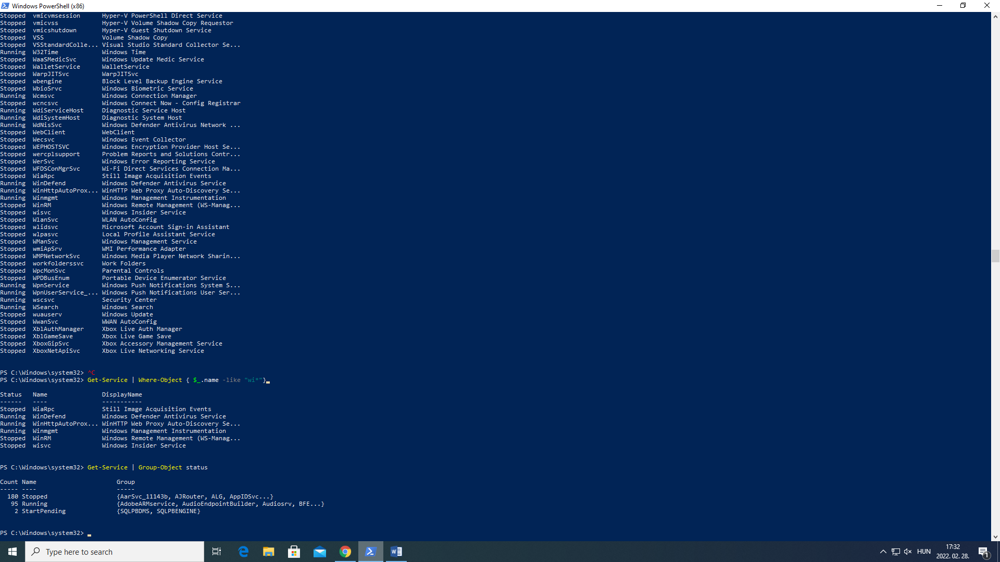 Windows PowerShell (x86)
Stopped  vmicvmsession      Hyper-V PowerShell Direct Service
Stopped  vmicvss            Hyper-V Volume Shadow Copy Requestor
Stopped  vmicshutdown       Hyper-V Guest Shutdown Service
Stopped  VSS                Volume Shadow Copy
Stopped  VSStandardColle... Visual Studio Standard Collector Se...
Running  W32Time            Windows Time
Stopped  WaaSMedicSvc       Windows Update Medic Service
Stopped  WalletService      WalletService
Stopped  WarpJITSvc         WarpJITSvc
Stopped  wbengine           Block Level Backup Engine Service
Stopped  WbioSrvc           Windows Biometric Service
Running  Wcmsvc             Windows Connection Manager
Stopped  wcncsvc            Windows Connect Now - Config Registrar
Running  WdiServiceHost     Diagnostic Service Host
Running  WdiSystemHost      Diagnostic System Host
Running  WdNisSvc           Windows Defender Antivirus Network ...
Stopped  WebClient          WebClient
Stopped  Wecsvc             Windows Event Collector
Stopped  WEPHOSTSVC         Windows Encryption Provider Host Se...
Stopped  wercplsupport      Problem Reports and Solutions Contr...
Stopped  WerSvc             Windows Error Reporting Service
Stopped  WFDSConMgrSvc      Wi-Fi Direct Services Connection Ma...
Stopped  WiaRpc             Still Image Acquisition Events
Running  WinDefend          Windows Defender Antivirus Service
Running  WinHttpAutoProx... WinHTTP Web Proxy Auto-Discovery Se...
Running  Winmgmt            Windows Management Instrumentation
Stopped  WinRM              Windows Remote Management (WS-Manag...
Stopped  wisvc              Windows Insider Service
Stopped  WlanSvc            WLAN AutoConfig
Stopped  wlidsvc            Microsoft Account Sign-in Assistant
Stopped  wlpasvc            Local Profile Assistant Service
Stopped  WManSvc            Windows Management Service
Stopped  wmiApSrv           WMI Performance Adapter
Stopped  WMPNetworkSvc      Windows Media Player Network Sharin...
Stopped  workfolderssvc     Work Folders
Stopped  WpcMonSvc          Parental Controls
Stopped  WPDBusEnum         Portable Device Enumerator Service
Running  WpnService         Windows Push Notifications System S...
Running  WpnUserService_... Windows Push Notifications User Ser...
Running  wscsvc             Security Center
Running  WSearch            Windows Search
Stopped  wuauserv           Windows Update
Stopped  WwanSvc            WWAN AutoConfig
Stopped  XblAuthManager     Xbox Live Auth Manager
Stopped  XblGameSave        Xbox Live Game Save
Stopped  XboxGipSvc         Xbox Accessory Management Service
Stopped  XboxNetApiSvc      Xbox Live Networking Service
PS C:\Windows\system32> ^C
PS C:\Windows\system32> Get-Service | Where-Object { $_.name -like "wi*"}
Status   Name               DisplayName
------   ----               -----------
Stopped  WiaRpc             Still Image Acquisition Events
Running  WinDefend          Windows Defender Antivirus Service
Running  WinHttpAutoProx... WinHTTP Web Proxy Auto-Discovery Se...
Running  Winmgmt            Windows Management Instrumentation
Stopped  WinRM              Windows Remote Management (WS-Manag...
Stopped  wisvc              Windows Insider Service
PS C:\Windows\system32> Get-Service | Group-Object status
Count Name                      Group
----- ----                      -----
  180 Stopped                   {AarSvc_11143b, AJRouter, ALG, AppIDSvc...}
   95 Running                   {AdobeARMservice, AudioEndpointBuilder, Audiosrv, BFE...}
    2 StartPending              {SQLPBDMS, SQLPBENGINE}
PS C:\Windows\system32>
Type here to search
HUN
17:32
2022. 02. 28.
1